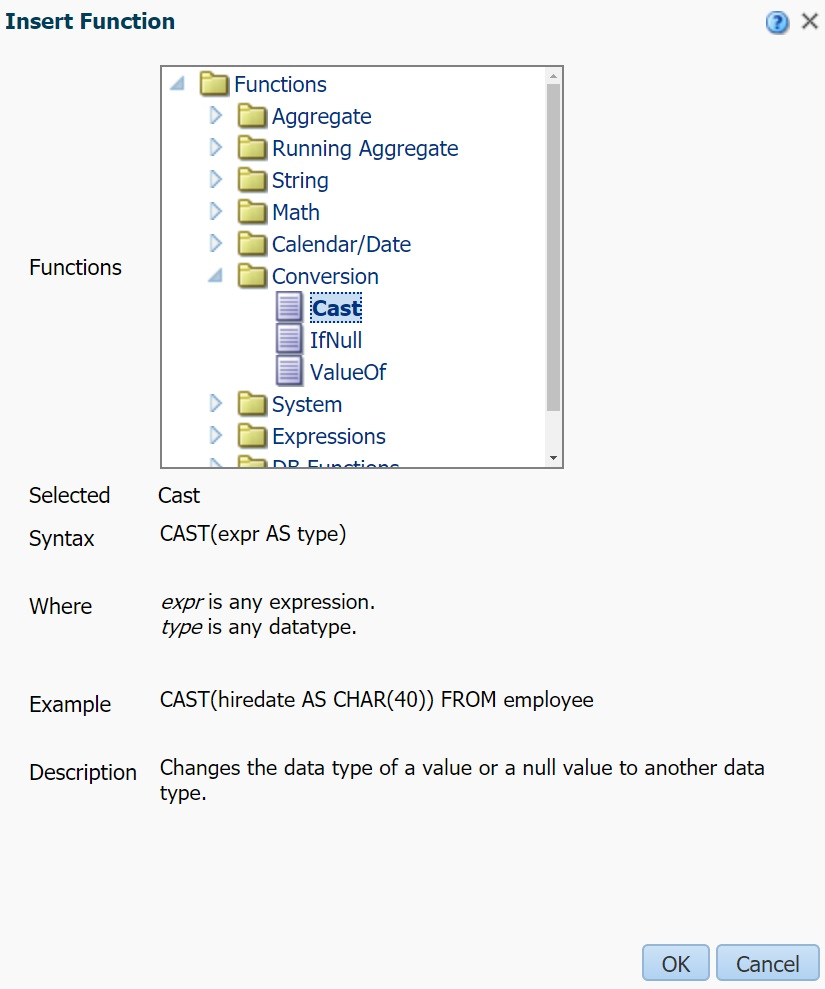 Insert Function
?
Functions
Functions
Aggregate
Running Aggregate
String
Math
Calendar/Date
Conversion
Cast
IfNull
ValueOf
System
Expressions
DB Functions
Selected Cast
Syntax CAST(expr AS type)
Where expr is any expression.
type is any datatype.
Example CAST(hiredate AS CHAR(40)) FROM employee
Description Changes the data type of a value or a null value to another data
type.
OK Cancel